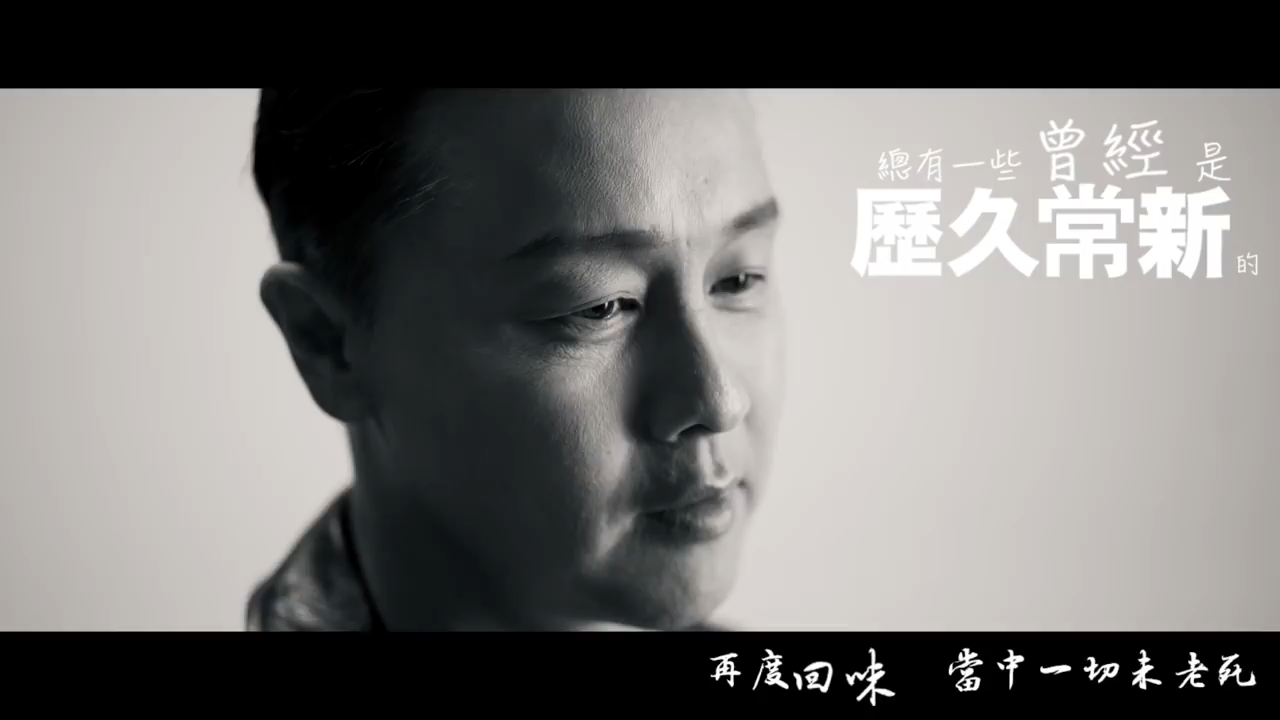 總有一些曾經是
歷久常新的
再度回味 當中一切未老死